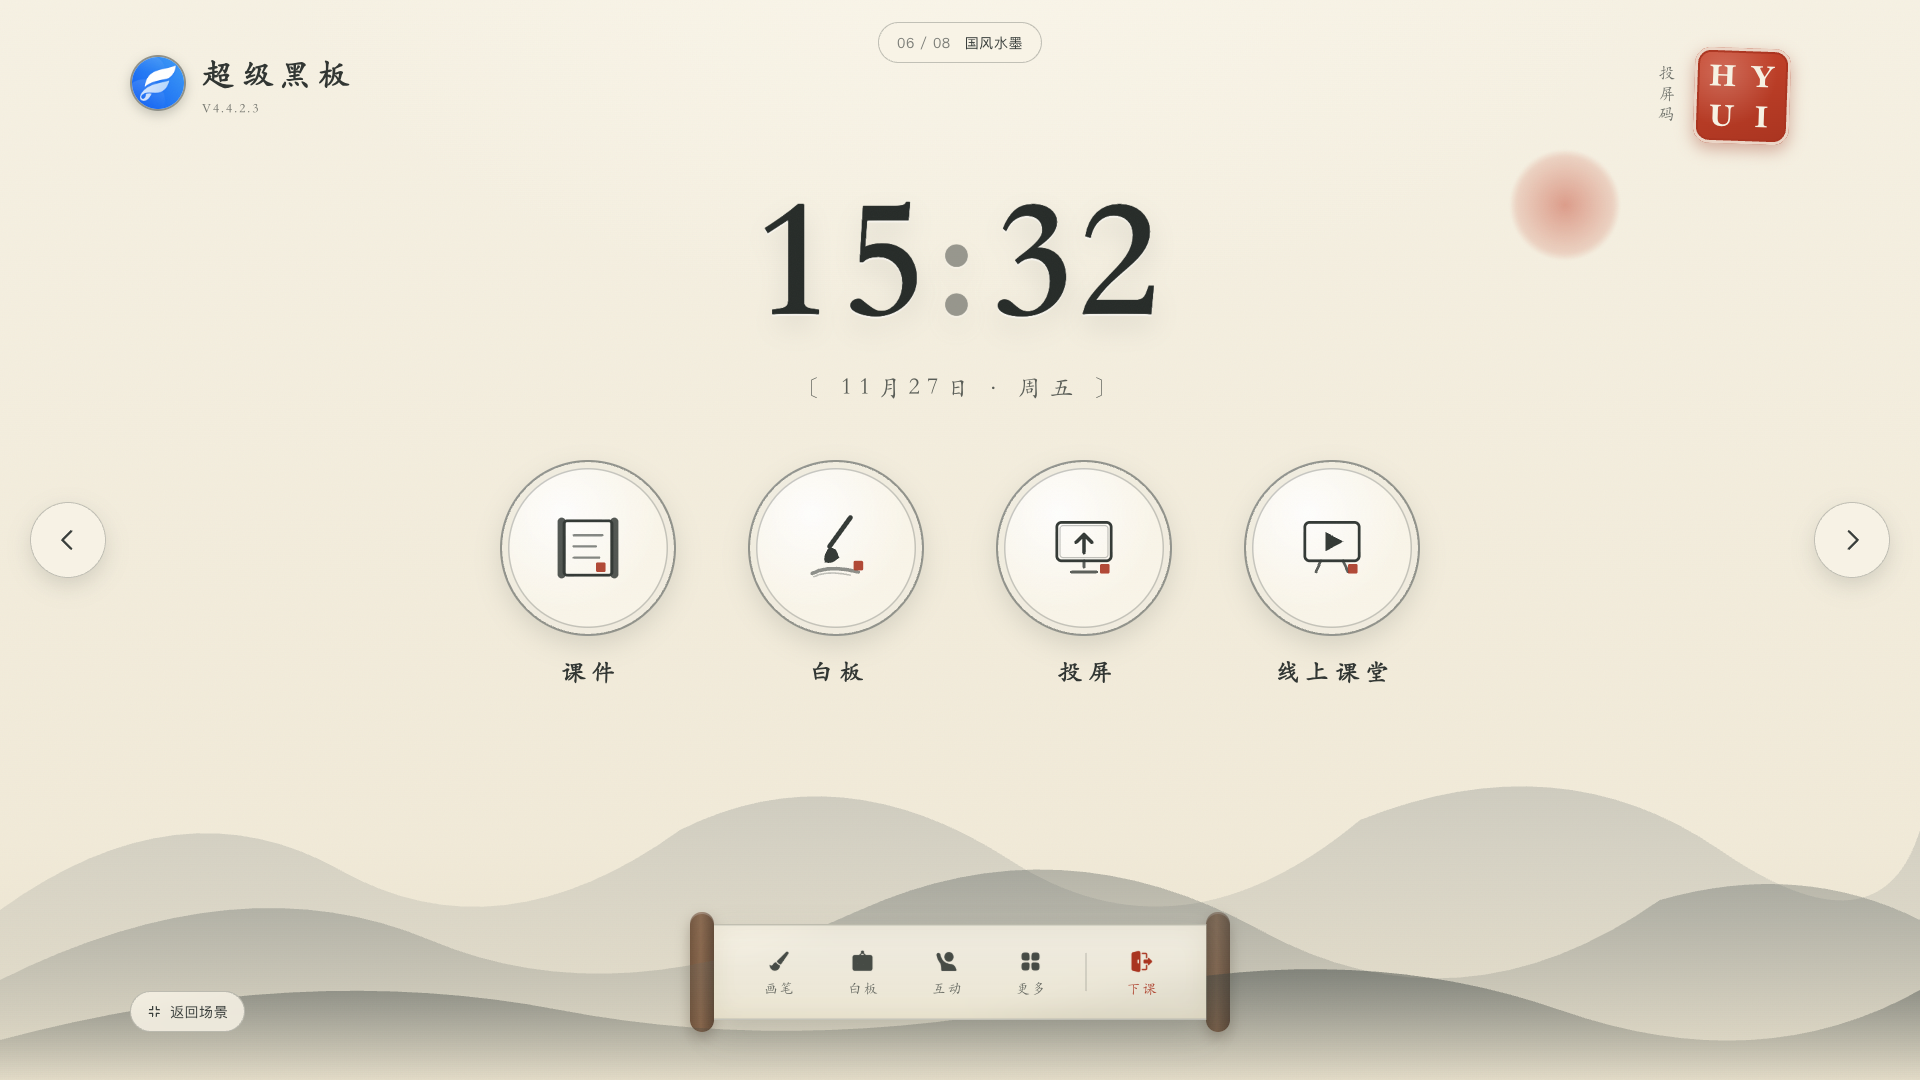 06 / 08 国风水墨
超级黑板
V4.4.2.3
投屏码
H Y
U I
15:32
〔 11月27日 · 周五 〕
课件
白板
投屏
线上课堂
画笔
白板
互动
更多
下课
返回场景